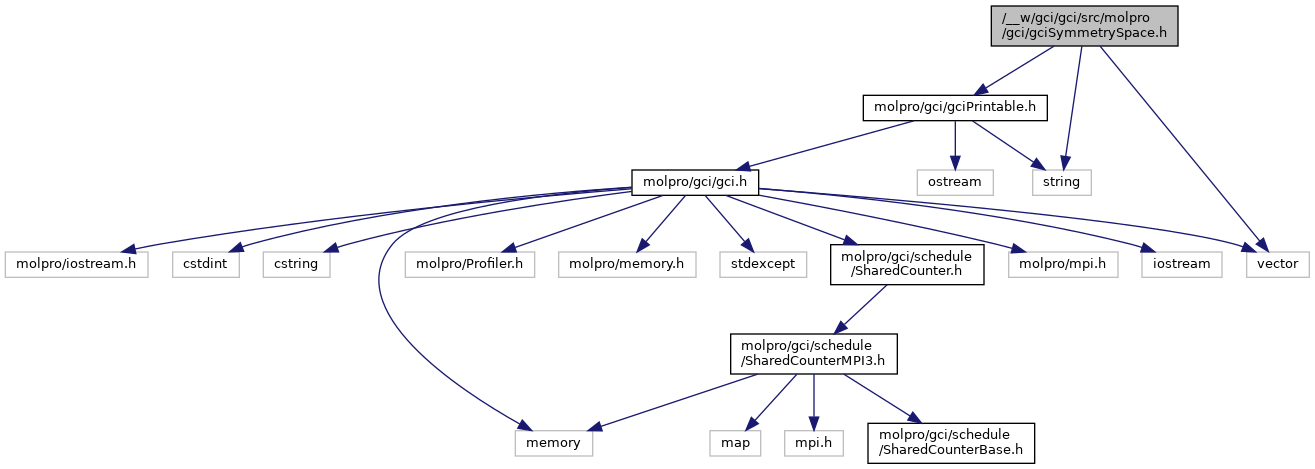 /__w/gci/gci/src/molpro
/gci/gciSymmetrySpace.h
molpro/gci/gciPrintable.h
molpro/gci/gci.h
ostream
string
molpro/iostream.h
cstdint
cstring
molpro/Profiler.h
molpro/memory.h
stdexcept
molpro/gci/schedule
/SharedCounter.h
molpro/mpi.h
iostream
vector
molpro/gci/schedule
/SharedCounterMPI3.h
memory
map
mpi.h
molpro/gci/schedule
/SharedCounterBase.h